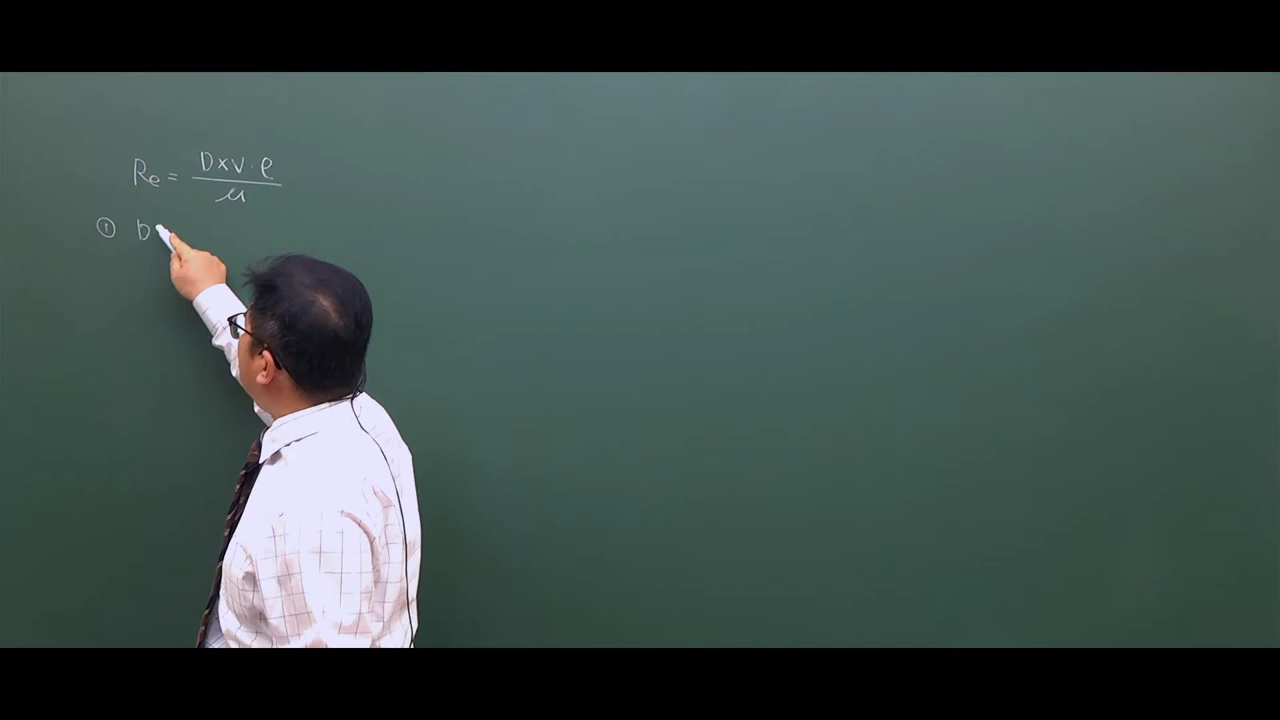 Re = D×V·ρ / μ
① D